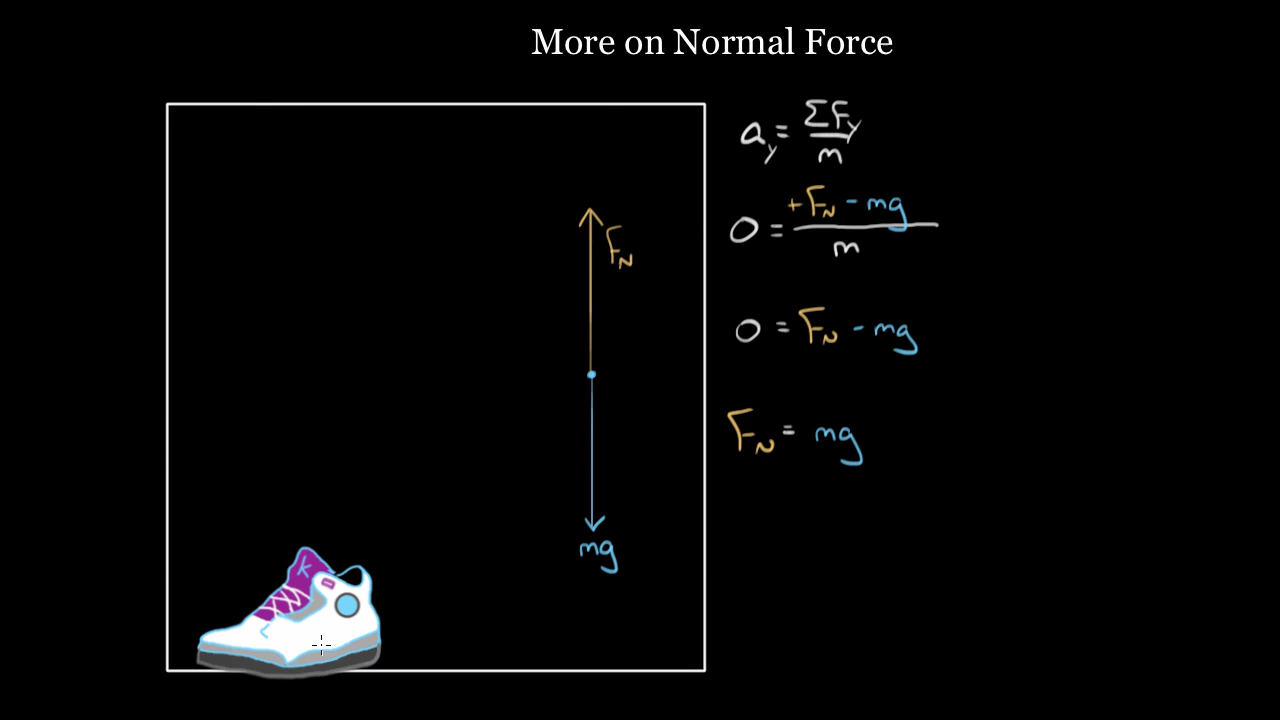 More on Normal Force
a_y = ΣF_y / m
0 = +F_N - mg / m
0 = F_N - mg
F_N = mg
F_N
mg
K